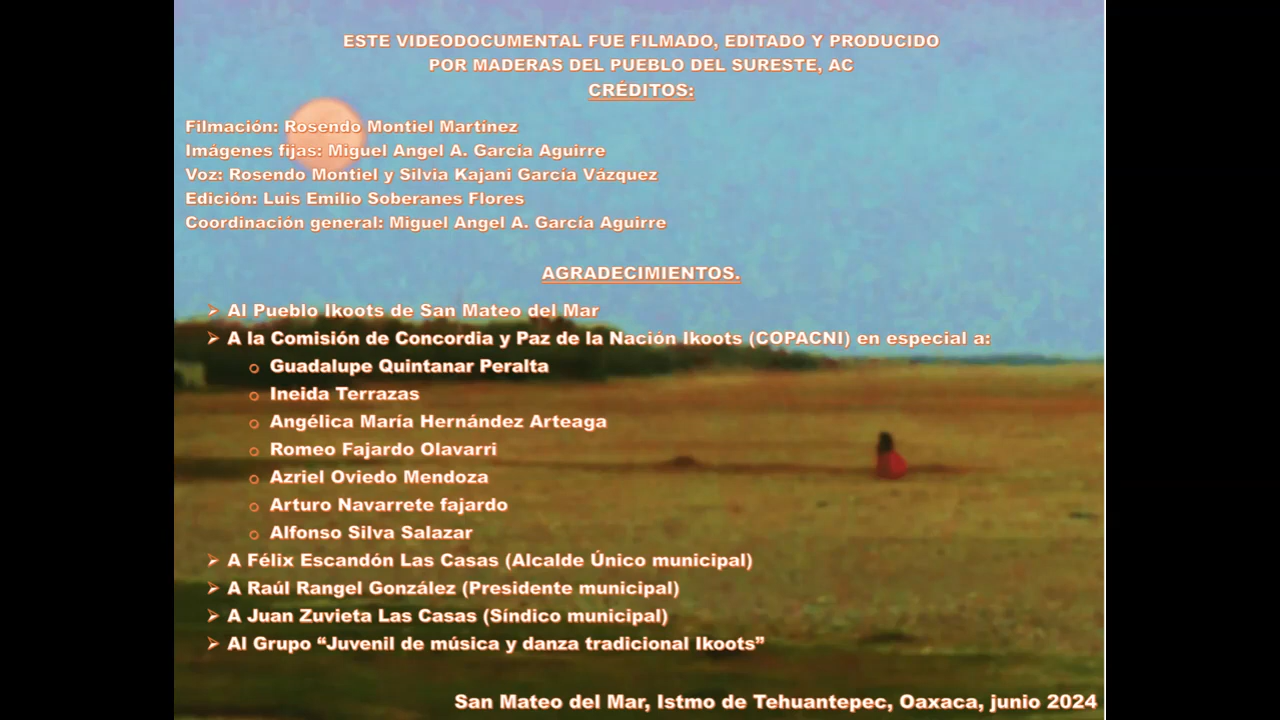 ESTE VIDEODOCUMENTAL FUE FILMADO, EDITADO Y PRODUCIDO
POR MADERAS DEL PUEBLO DEL SURESTE, AC
CRÉDITOS:
Filmación: Rosendo Montiel Martínez
Imágenes fijas: Miguel Angel A. García Aguirre
Voz: Rosendo Montiel y Silvia Kajani García Vázquez
Edición: Luis Emilio Soberanes Flores
Coordinación general: Miguel Angel A. García Aguirre
AGRADECIMIENTOS.
➢ Al Pueblo Ikoots de San Mateo del Mar
➢ A la Comisión de Concordia y Paz de la Nación Ikoots (COPACNI) en especial a:
o Guadalupe Quintanar Peralta
o Ineida Terrazas
o Angélica María Hernández Arteaga
o Romeo Fajardo Olavarri
o Azriel Oviedo Mendoza
o Arturo Navarrete fajardo
o Alfonso Silva Salazar
➢ A Félix Escandón Las Casas (Alcalde Único municipal)
➢ A Raúl Rangel González (Presidente municipal)
➢ A Juan Zuvieta Las Casas (Síndico municipal)
➢ Al Grupo “Juvenil de música y danza tradicional Ikoots”
San Mateo del Mar, Istmo de Tehuantepec, Oaxaca, junio 2024